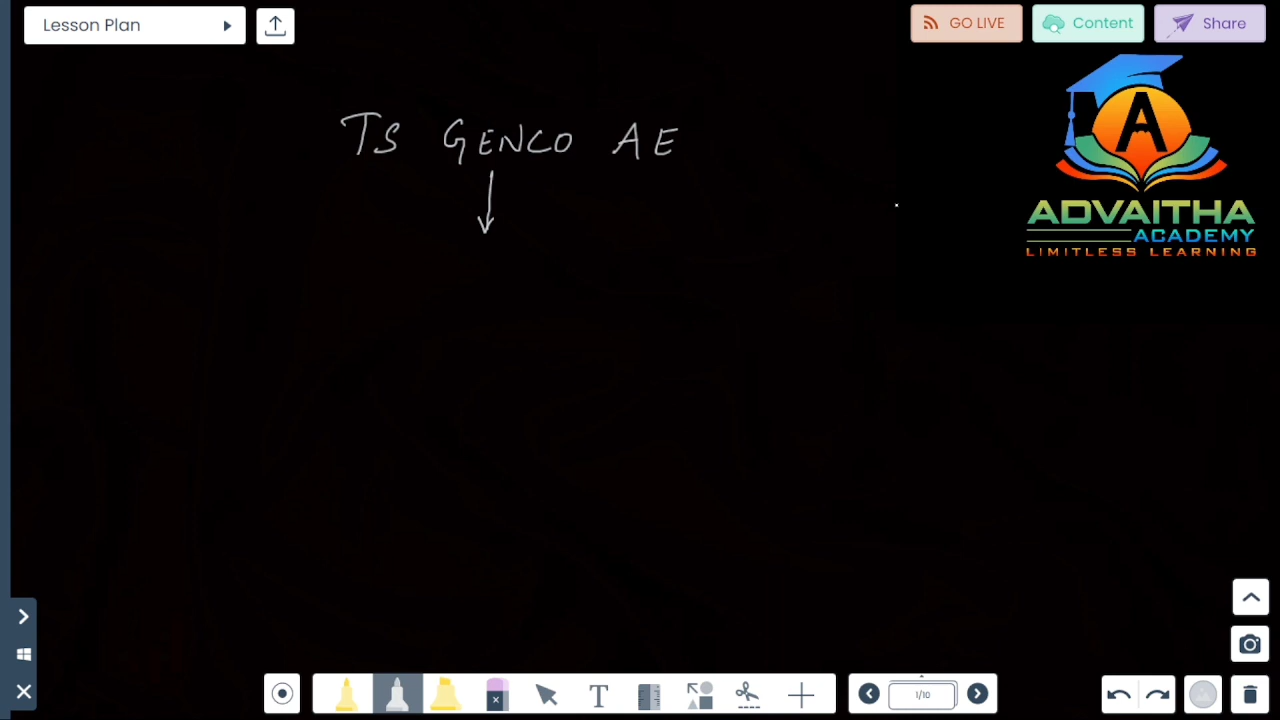 Lesson Plan
GO LIVE
Content
Share
TS GENCO AE
A
ADVAITHA
ACADEMY
LIMITLESS LEARNING
T
1/10